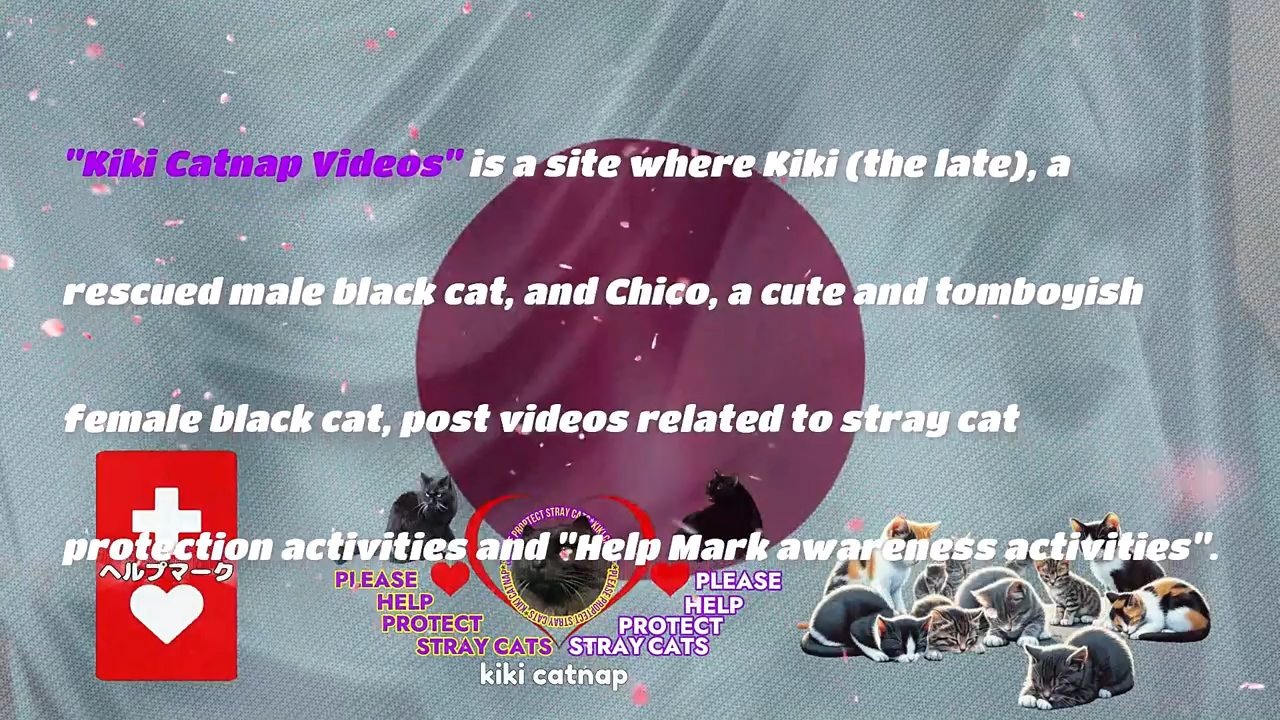 "Kiki Catnap Videos" is a site where Kiki (the late), a
rescued male black cat, and Chico, a cute and tomboyish
female black cat, post videos related to stray cat
protection activities and "Help Mark awareness activities".
ヘルプマーク
PLEASE
HELP
PROTECT
STRAY CATS
PLEASE
HELP
PROTECT
STRAY CATS
kiki catnap